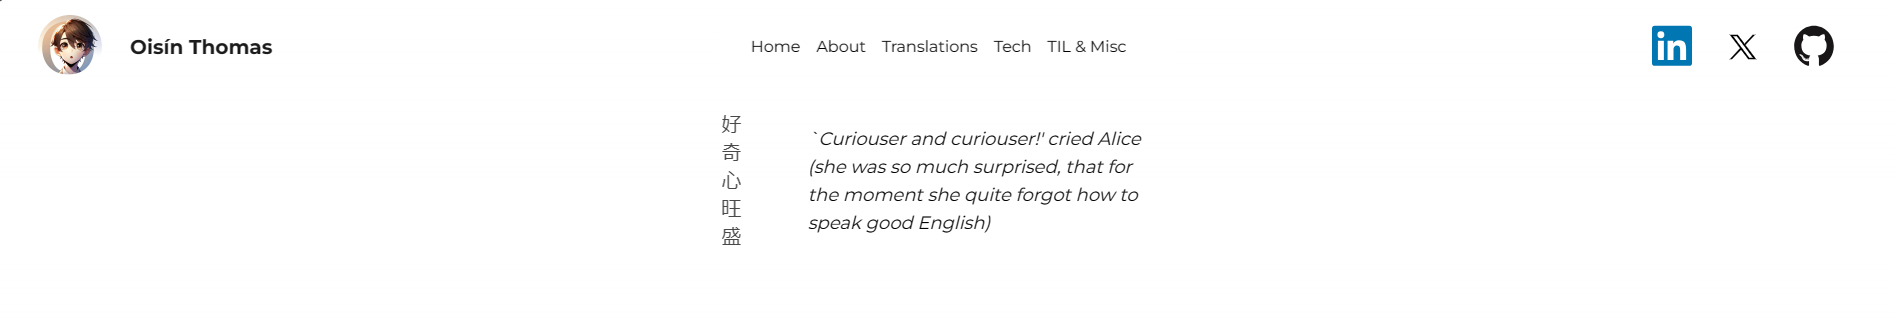 Oisín Thomas
Home About Translations Tech TIL & Misc
in
好奇心旺盛
`Curiouser and curiouser!' cried Alice
(she was so much surprised, that for
the moment she quite forgot how to
speak good English)